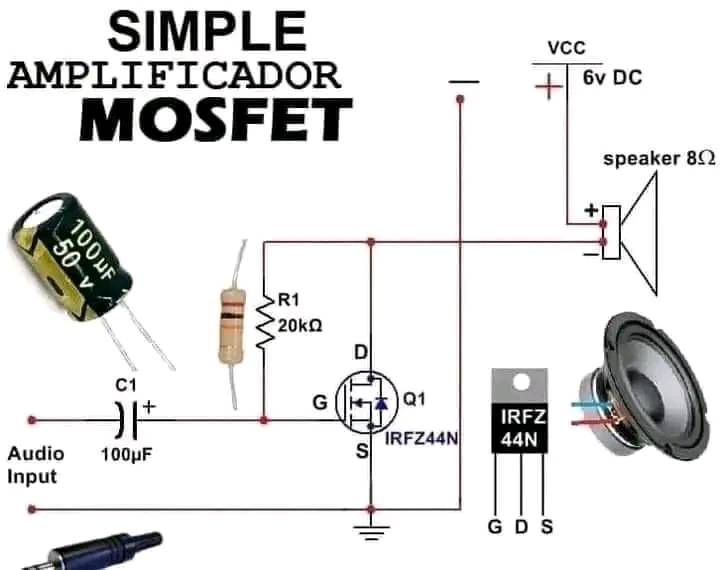 SIMPLE
AMPLIFICADOR
MOSFET
VCC
+
6v DC
—
speaker 8Ω
+
−
100µF
50 v
R1
20kΩ
D
C1
+
G
Q1
100µF
S
IRFZ44N
Audio
Input
IRFZ
44N
G D S